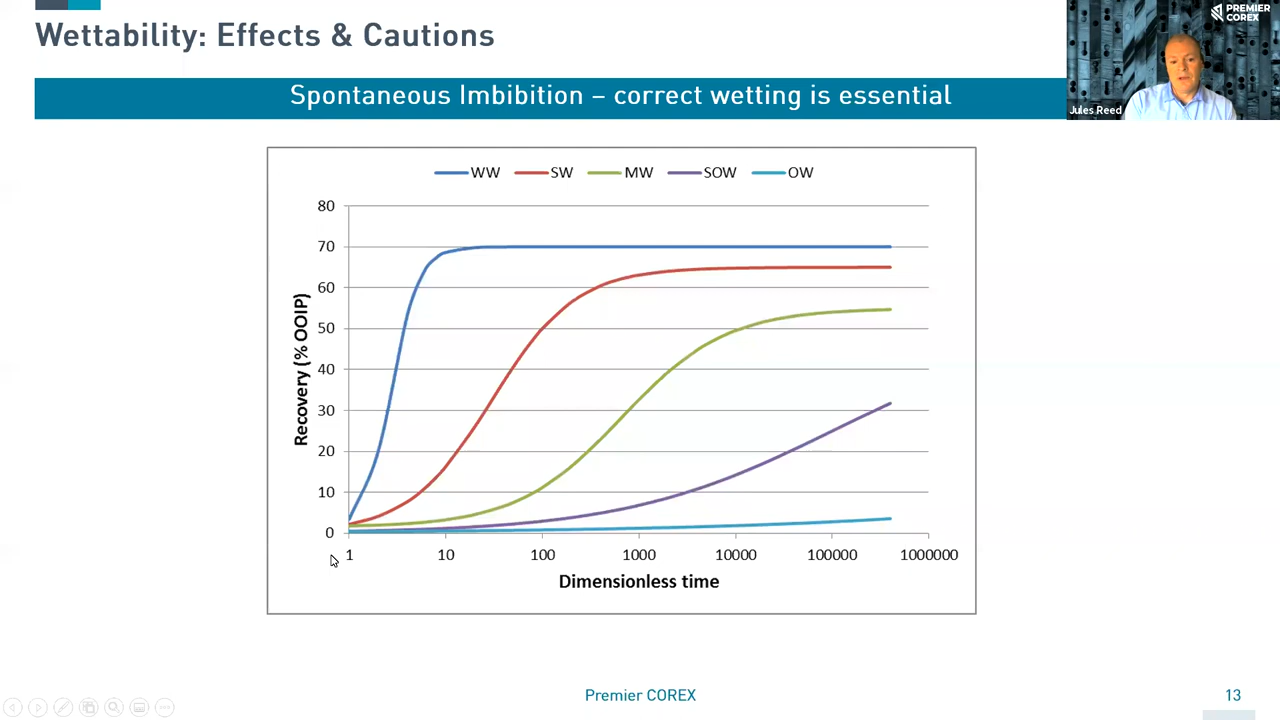 Wettability: Effects & Cautions
PREMIER
COREX
Spontaneous Imbibition – correct wetting is essential
Jules Reed
WW SW MW SOW OW
80
70
60
50
40
30
20
10
0
Recovery (% OOIP)
1 10 100 1000 10000 100000 1000000
Dimensionless time
Premier COREX
13